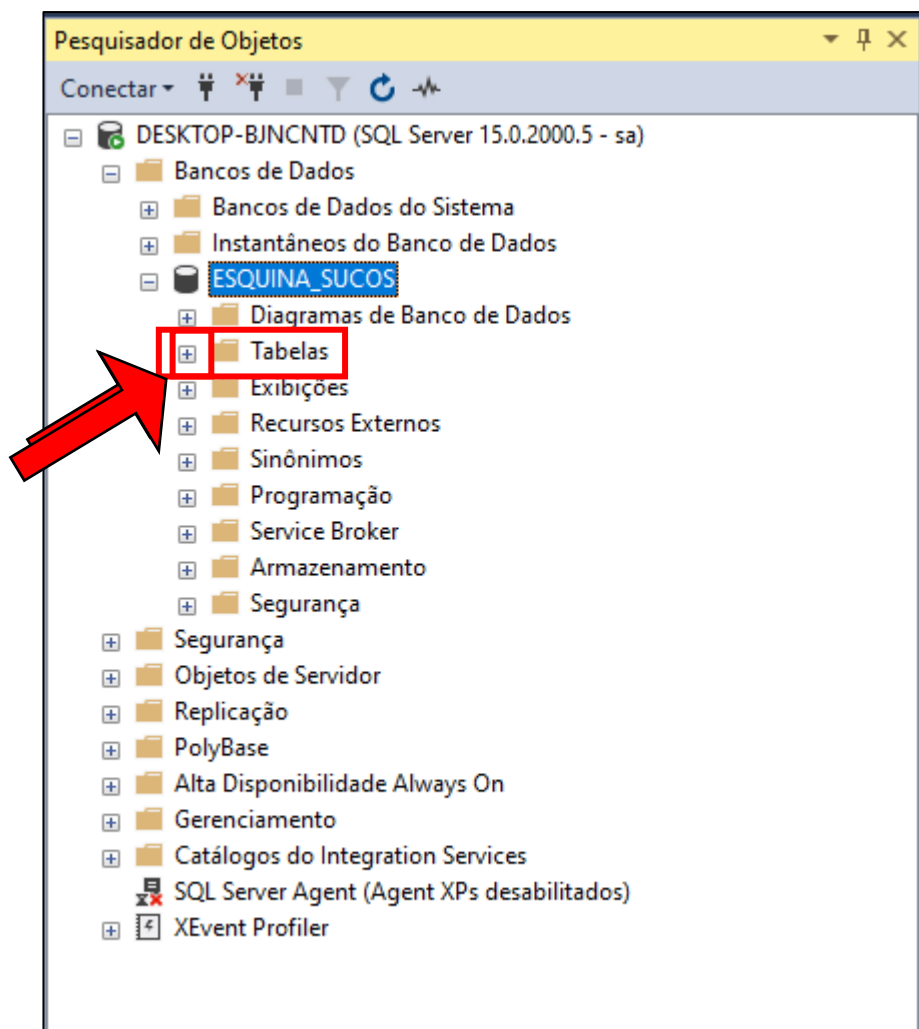 Pesquisador de Objetos
Conectar
DESKTOP-BJNCNTD (SQL Server 15.0.2000.5 - sa)
Bancos de Dados
Bancos de Dados do Sistema
Instantâneos do Banco de Dados
ESQUINA_SUCOS
Diagramas de Banco de Dados
Tabelas
Exibições
Recursos Externos
Sinônimos
Programação
Service Broker
Armazenamento
Segurança
Segurança
Objetos de Servidor
Replicação
PolyBase
Alta Disponibilidade Always On
Gerenciamento
Catálogos do Integration Services
SQL Server Agent (Agent XPs desabilitados)
XEvent Profiler